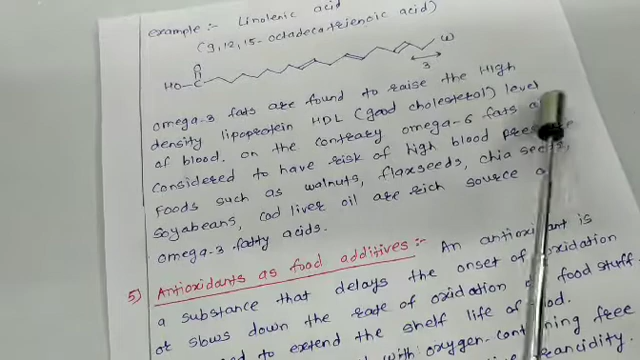 example :- Linolenic acid
(9,12,15- octadecatrienoic acid)
HO-C
O
ω
3
omega-3 fats are found to raise the High
density lipoprotein HDL (good cholesterol) level
of blood. On the contrary omega-6 fats
considered to have risk of high blood
Foods such as walnuts, flaxseeds, chia
Soyabeans, cod liver oil are rich source
omega-3 fatty acids.
5) Antioxidants as food additives :- An antioxidant is
a substance that delays the onset of oxidation
or slows down the rate of oxidation of food stuff.
to extend the shelf life of food.
with oxygen-containing free
rancidity.